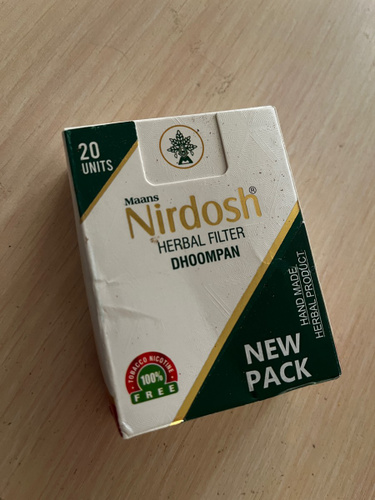 20
UNITS
Maans
Nirdosh®
HERBAL FILTER
DHOOMPAN
HAND MADE
HERBAL PRODUCT
TOBACCO NICOTINE
100%
FREE
NEW
PACK